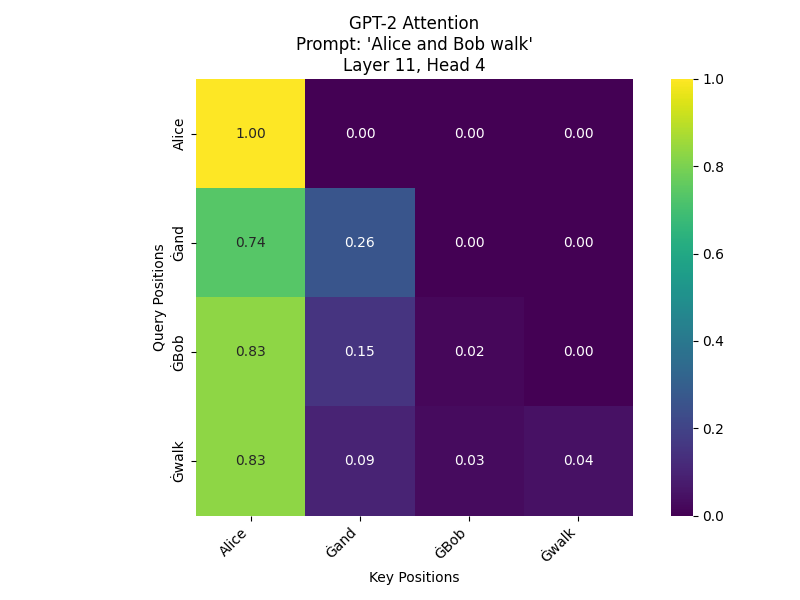 GPT-2 Attention
Prompt: 'Alice and Bob walk'
Layer 11, Head 4
Query Positions
Alice
Ġand
ĠBob
Ġwalk
1.00 0.00 0.00 0.00
0.74 0.26 0.00 0.00
0.83 0.15 0.02 0.00
0.83 0.09 0.03 0.04
Alice Ġand ĠBob Ġwalk
Key Positions
1.0
0.8
0.6
0.4
0.2
0.0